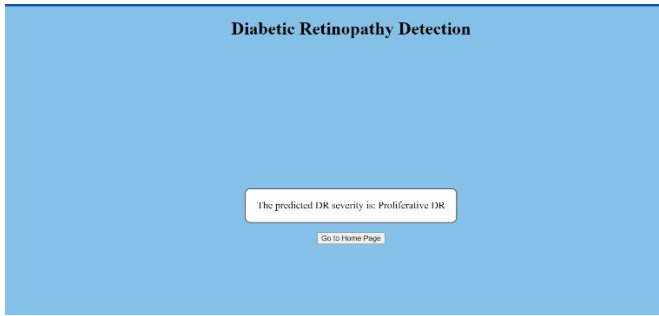 Diabetic Retinopathy Detection
The predicted DR severity is: Proliferative DR
Go to Home Page